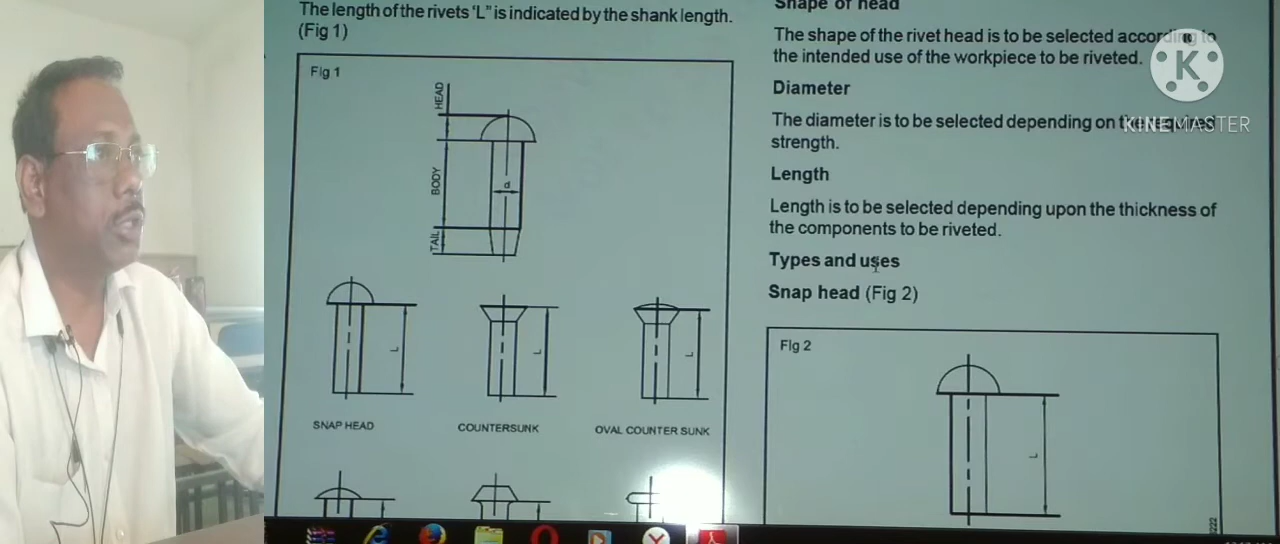 The length of the rivets ‘L” is indicated by the shank length.
(Fig 1)
Fig 1
HEAD
BODY
TAIL
d
L
L
L
SNAP HEAD
COUNTERSUNK
OVAL COUNTER SUNK
Shape of head
The shape of the rivet head is to be selected according to
the intended use of the workpiece to be riveted.
Diameter
The diameter is to be selected depending on the required
strength.
Length
Length is to be selected depending upon the thickness of
the components to be riveted.
Types and uses
Snap head (Fig 2)
Fig 2
L
K
KINEMASTER